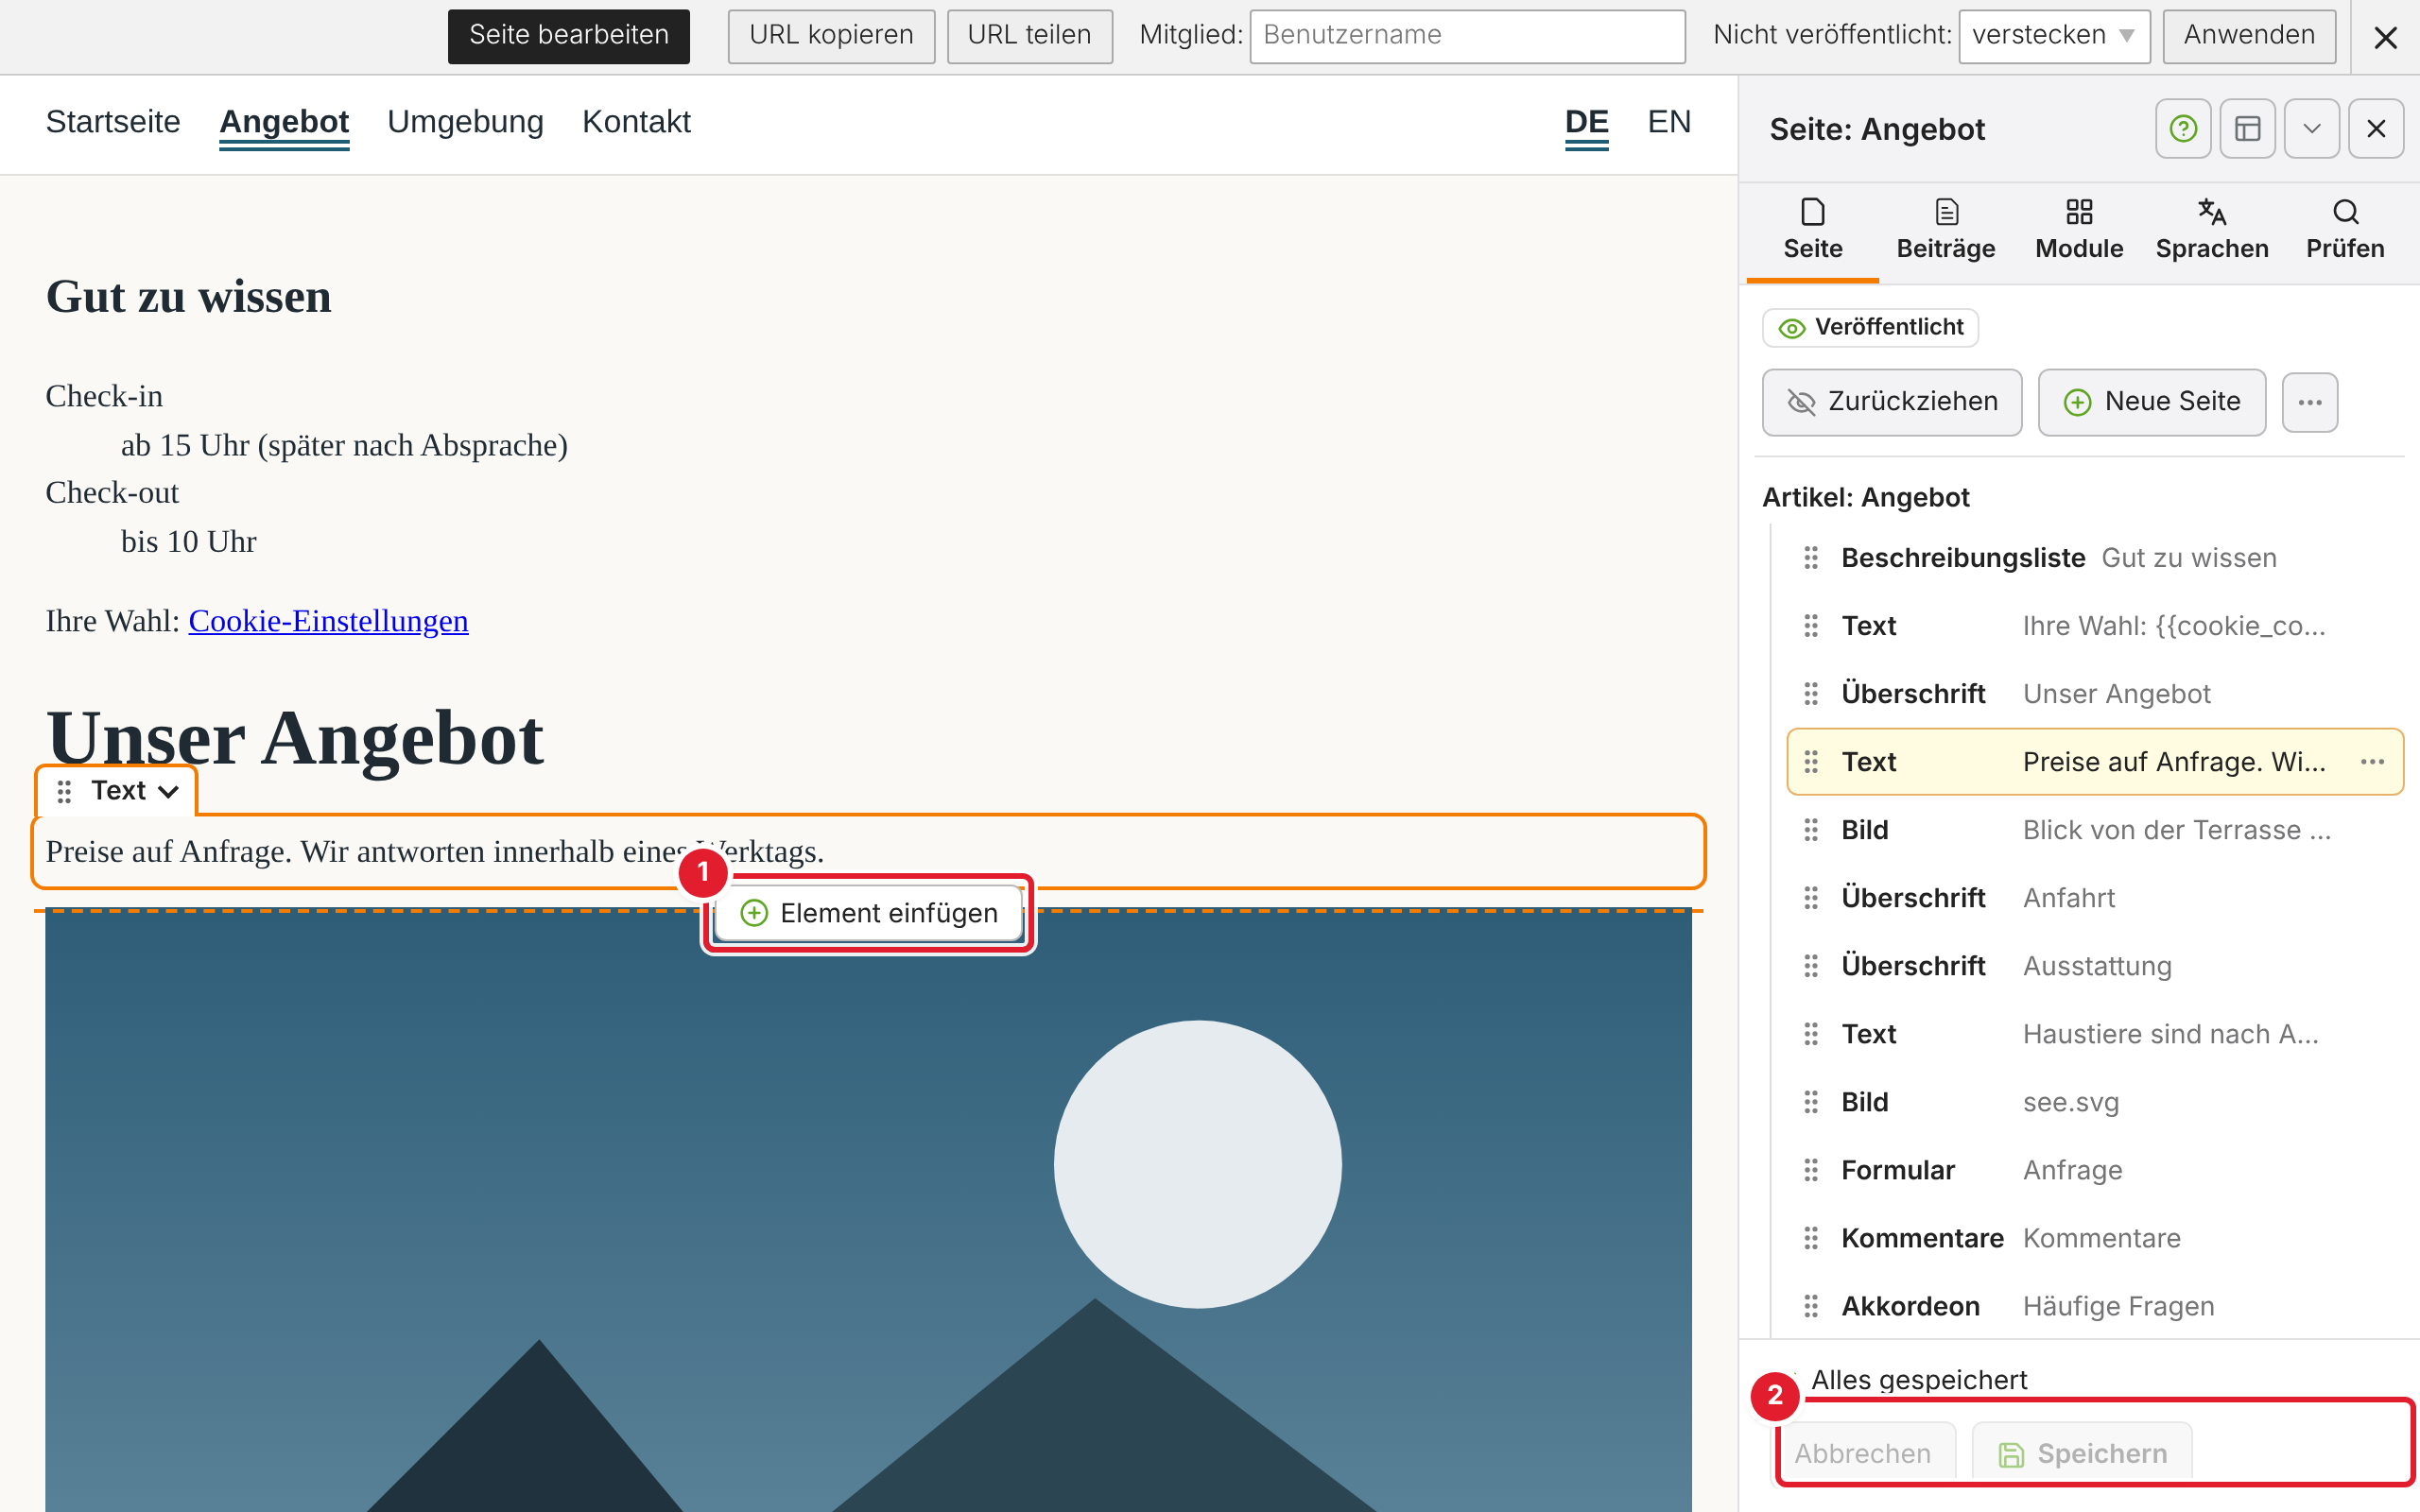 Seite bearbeiten URL kopieren URL teilen Mitglied: Benutzername Nicht veröffentlicht: verstecken Anwenden
Startseite Angebot Umgebung Kontakt DE EN
Gut zu wissen
Check-in
ab 15 Uhr (später nach Absprache)
Check-out
bis 10 Uhr
Ihre Wahl: Cookie-Einstellungen
Unser Angebot
Text
Preise auf Anfrage. Wir antworten innerhalb eines Werktags.
1
Element einfügen
Seite: Angebot
Seite Beiträge Module Sprachen Prüfen
Veröffentlicht
Zurückziehen Neue Seite
Artikel: Angebot
Beschreibungsliste Gut zu wissen
Text Ihre Wahl: {{cookie_co...
Überschrift Unser Angebot
Text Preise auf Anfrage. Wi...
Bild Blick von der Terrasse ...
Überschrift Anfahrt
Überschrift Ausstattung
Text Haustiere sind nach A...
Bild see.svg
Formular Anfrage
Kommentare Kommentare
Akkordeon Häufige Fragen
Alles gespeichert
2
Abbrechen Speichern